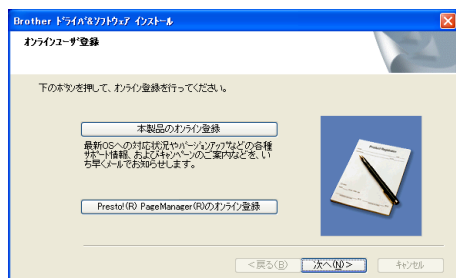 Brother ﾄﾞﾗｲﾊﾞ&ｿﾌﾄｳｪｱ ｲﾝｽﾄｰﾙ
ｵﾝﾗｲﾝﾕｰｻﾞ登録
下のﾎﾞﾀﾝを押して、ｵﾝﾗｲﾝ登録を行ってください。
本製品のｵﾝﾗｲﾝ登録
最新OSへの対応状況やﾊﾞｰｼﾞｮﾝｱｯﾌﾟなどの各種
ｻﾎﾟｰﾄ情報、およびｷｬﾝﾍﾟｰﾝのご案内などを、い
ち早くﾒｰﾙでお知らせします。
Presto!(R) PageManager(R)のｵﾝﾗｲﾝ登録
<戻る(B)
次へ(N)>
ｷｬﾝｾﾙ